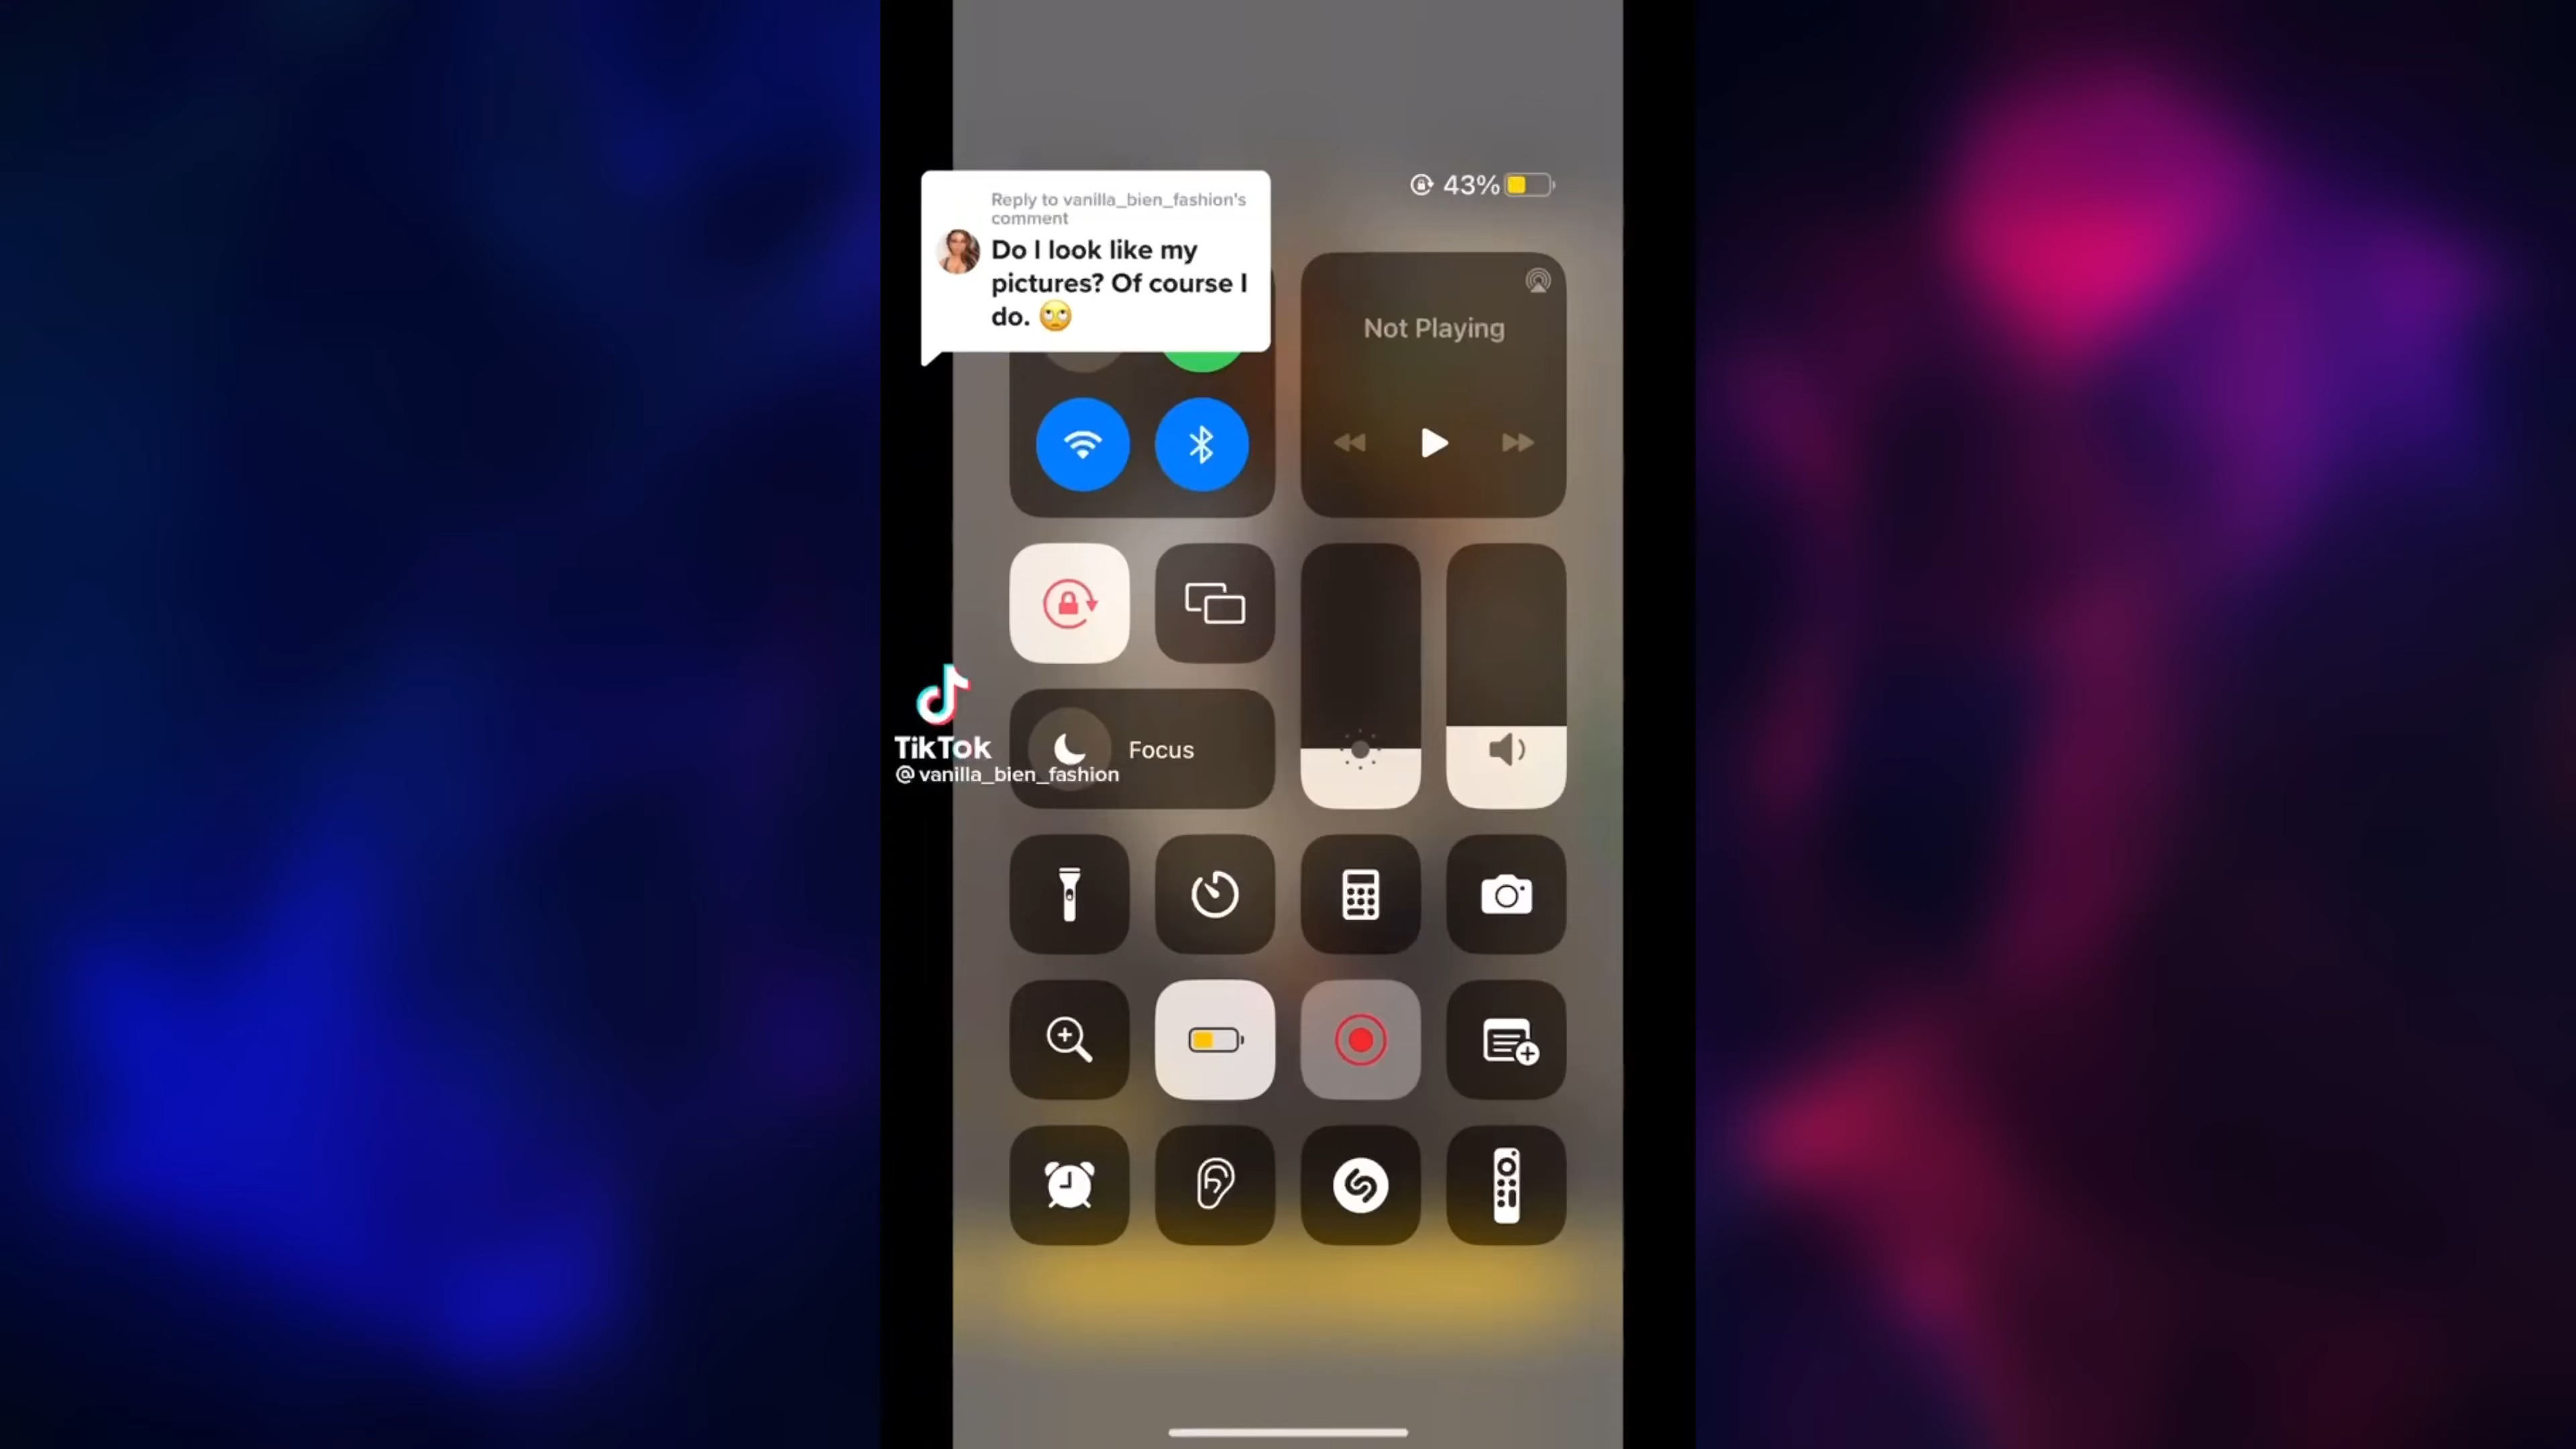 Reply to vanilla_bien_fashion's
comment
Do I look like my
pictures? Of course I
do. 🙄
43%
Not Playing
TikTok
@vanilla_bien_fashion
Focus